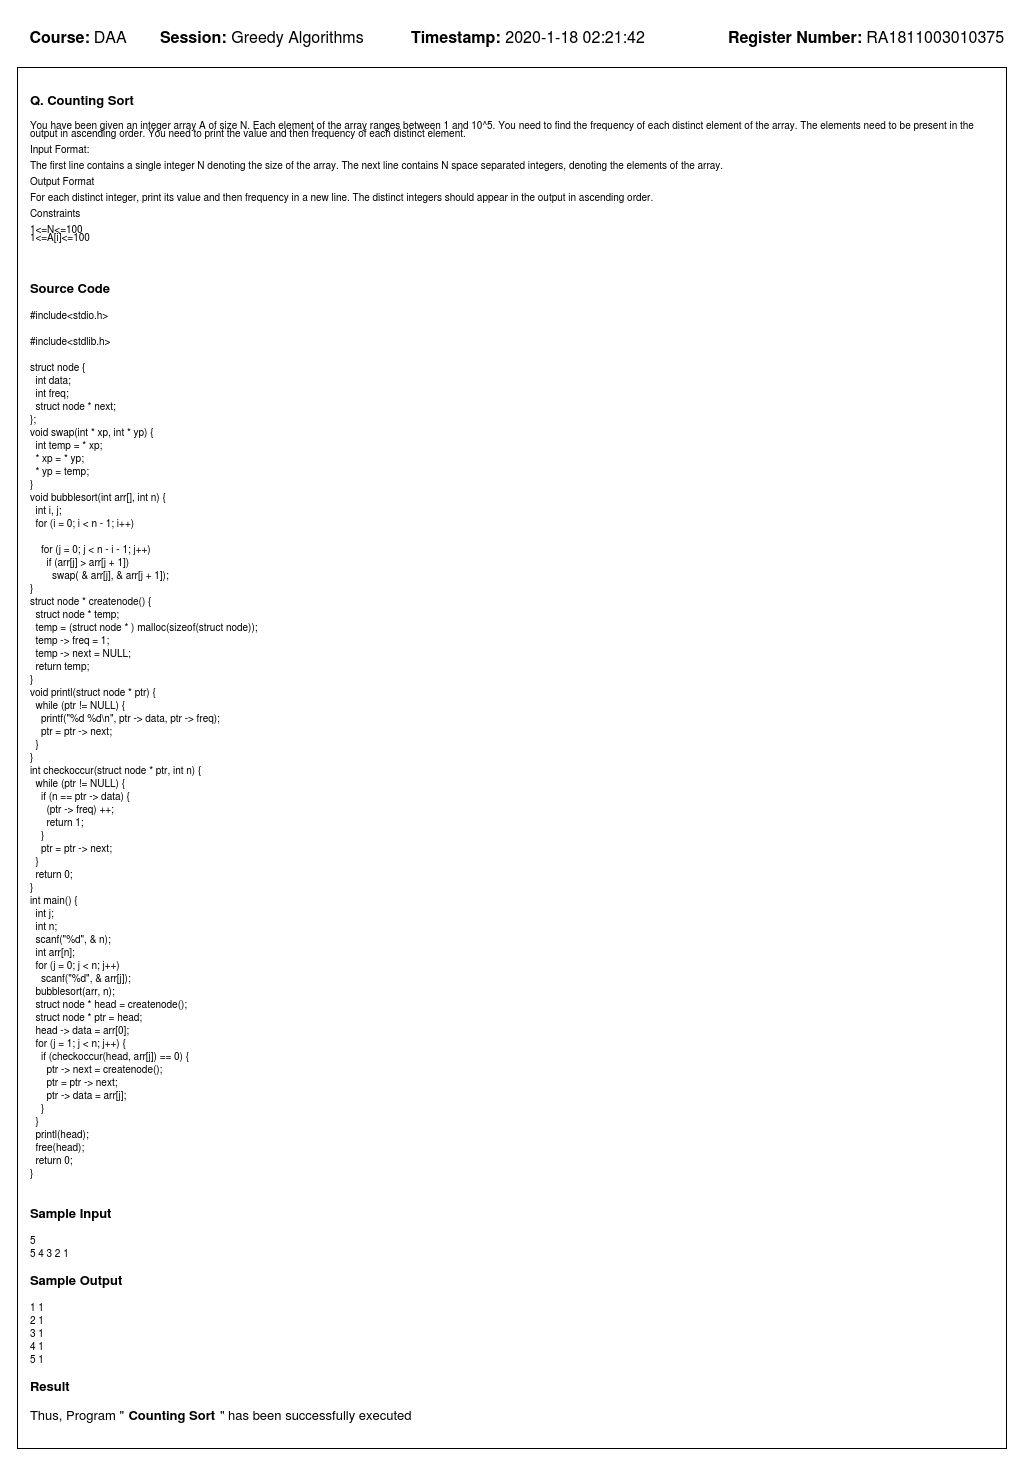 Course: DAA Session: Greedy Algorithms Timestamp: 2020-1-18 02:21:42 Register Number: RA1811003010375
Q. Counting Sort
You have been given an integer array A of size N. Each element of the array ranges between 1 and 10^5. You need to find the frequency of each distinct element of the array. The elements need to be present in the
output in ascending order. You need to print the value and then frequency of each distinct element.
Input Format:
The first line contains a single integer N denoting the size of the array. The next line contains N space separated integers, denoting the elements of the array.
Output Format
For each distinct integer, print its value and then frequency in a new line. The distinct integers should appear in the output in ascending order.
Constraints
1<=N<=100
1<=A[i]<=100
Source Code
#include<stdio.h>
#include<stdlib.h>
struct node {
  int data;
  int freq;
  struct node * next;
};
void swap(int * xp, int * yp) {
  int temp = * xp;
  * xp = * yp;
  * yp = temp;
}
void bubblesort(int arr[], int n) {
  int i, j;
  for (i = 0; i < n - 1; i++)
    for (j = 0; j < n - i - 1; j++)
      if (arr[j] > arr[j + 1])
        swap( & arr[j], & arr[j + 1]);
}
struct node * createnode() {
  struct node * temp;
  temp = (struct node * ) malloc(sizeof(struct node));
  temp -> freq = 1;
  temp -> next = NULL;
  return temp;
}
void printl(struct node * ptr) {
  while (ptr != NULL) {
    printf("%d %d\n", ptr -> data, ptr -> freq);
    ptr = ptr -> next;
  }
}
int checkoccur(struct node * ptr, int n) {
  while (ptr != NULL) {
    if (n == ptr -> data) {
      (ptr -> freq) ++;
      return 1;
    }
    ptr = ptr -> next;
  }
  return 0;
}
int main() {
  int j;
  int n;
  scanf("%d", & n);
  int arr[n];
  for (j = 0; j < n; j++)
    scanf("%d", & arr[j]);
  bubblesort(arr, n);
  struct node * head = createnode();
  struct node * ptr = head;
  head -> data = arr[0];
  for (j = 1; j < n; j++) {
    if (checkoccur(head, arr[j]) == 0) {
      ptr -> next = createnode();
      ptr = ptr -> next;
      ptr -> data = arr[j];
    }
  }
  printl(head);
  free(head);
  return 0;
}
Sample Input
5
5 4 3 2 1
Sample Output
1 1
2 1
3 1
4 1
5 1
Result
Thus, Program " Counting Sort " has been successfully executed